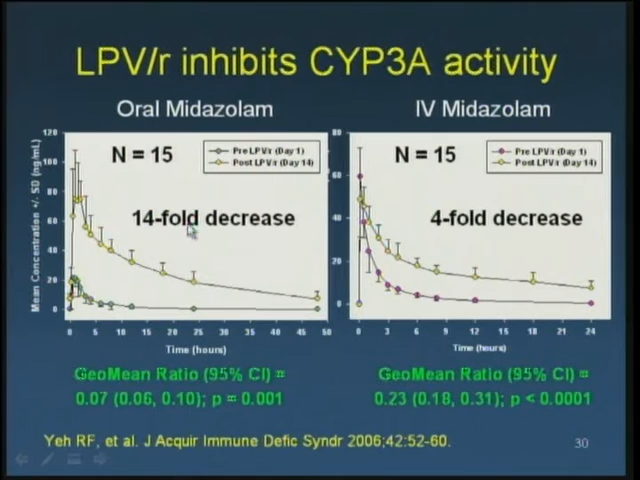 LPV/r inhibits CYP3A activity
Oral Midazolam
IV Midazolam
N = 15
Pre LPV/r (Day 1)
Post LPV/r (Day 14)
14-fold decrease
Mean Concentration +/- SD (ng/mL)
120
100
80
60
40
20
0
0 5 10 15 20 25 30 35 40 45 50
Time (hours)
N = 15
Pre LPV/r (Day 1)
Post LPV/r (Day 14)
4-fold decrease
80
60
40
20
0
0 3 6 9 12 15 18 21 24
Time (hours)
GeoMean Ratio (95% CI) =
0.07 (0.06, 0.10); p = 0.001
GeoMean Ratio (95% CI) =
0.23 (0.18, 0.31); p < 0.0001
Yeh RF, et al. J Acquir Immune Defic Syndr 2006;42:52-60.
30